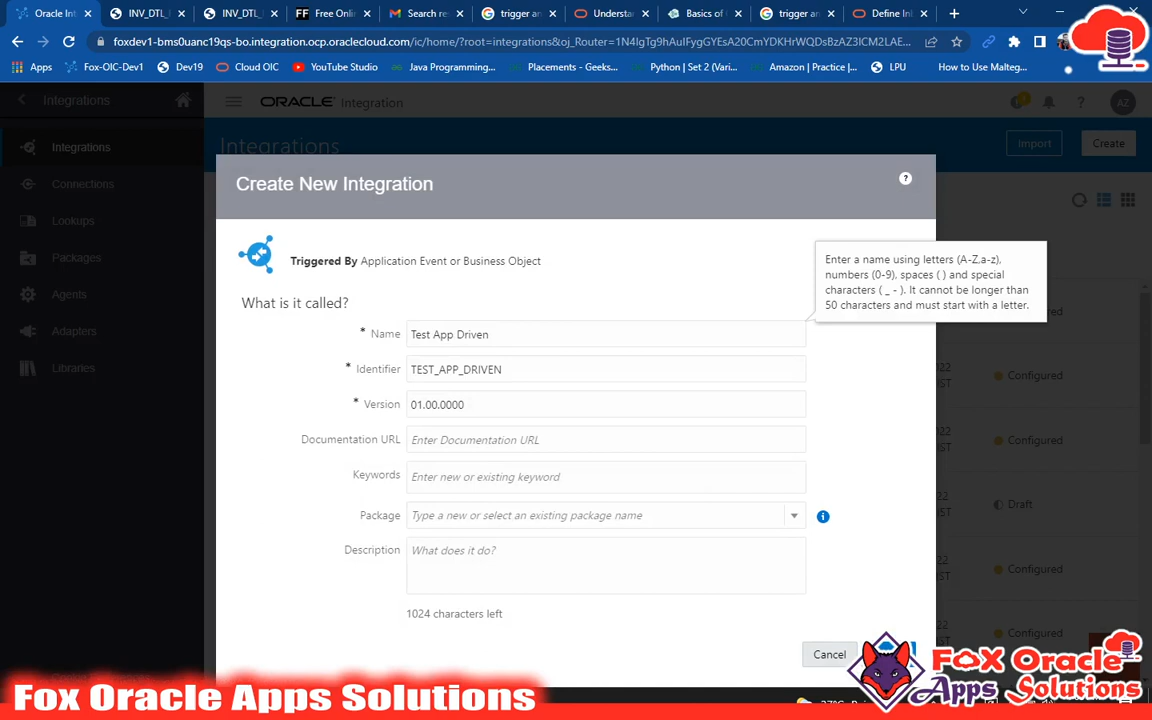 Oracle Int
INV_DTL_
INV_DTL_
Free Onlin
Search res
trigger an
Understa
Basics of
trigger an
Define Inl
foxdev1-bms0uanc19qs-bo.integration.ocp.oraclecloud.com/ic/home/?root=integrations&oj_Router=1N4IgTg9hAuIFygGYEsA20CmYDKHrWQDsBzAZ3ICM2LAE...
Apps
Fox-OIC-Dev1
Dev19
Cloud OIC
YouTube Studio
Java Programming...
Placements - Geeks...
Python | Set 2 (Vari...
Amazon | Practice |...
LPU
How to Use Malteg...
Integrations
ORACLE Integration
AZ
Integrations
Connections
Lookups
Packages
Agents
Adapters
Libraries
Integrations
Import
Create
Create New Integration
?
Triggered By Application Event or Business Object
Enter a name using letters (A-Z,a-z),
numbers (0-9), spaces ( ) and special
characters ( _ - ). It cannot be longer than
50 characters and must start with a letter.
What is it called?
* Name Test App Driven
* Identifier TEST_APP_DRIVEN
* Version 01.00.0000
Documentation URL Enter Documentation URL
Keywords Enter new or existing keyword
Package Type a new or select an existing package name
Description What does it do?
1024 characters left
Cancel
Configured
Configured
Draft
Configured
Configured
Fox Oracle Apps Solutions
Fox Oracle
Apps Solutions